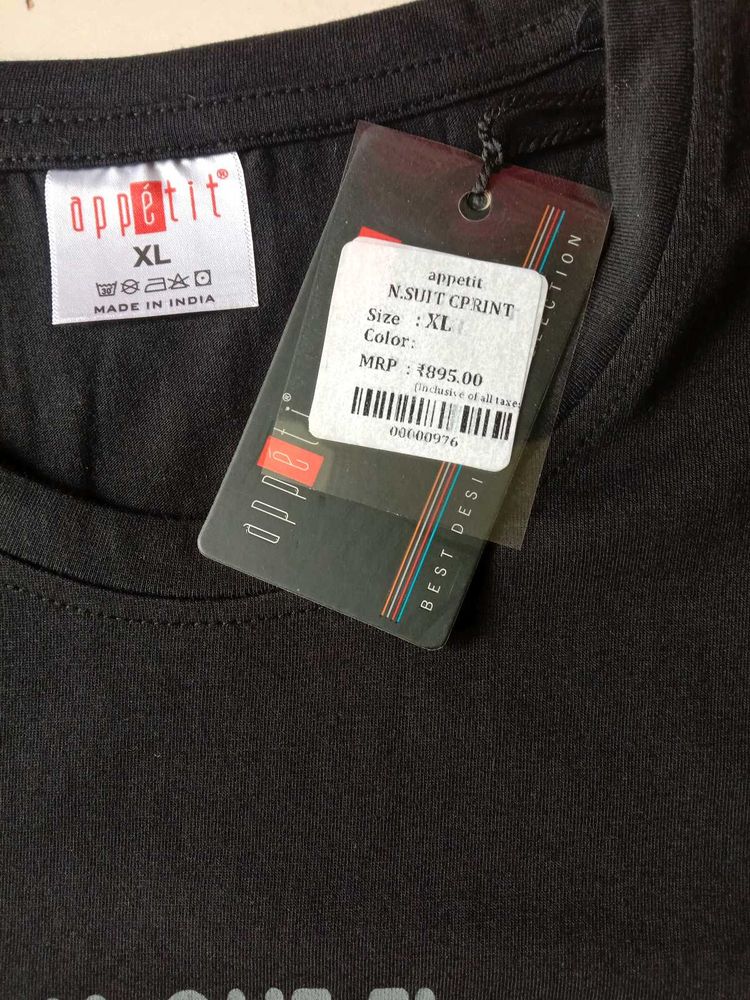 appétit®
XL
30
MADE IN INDIA
appetit
N.SUIT CPRINT
Size : XL
Color:
MRP : ₹895.00
(Inclusive of all taxes
00000976
appétit®
BEST DESI
LECTION